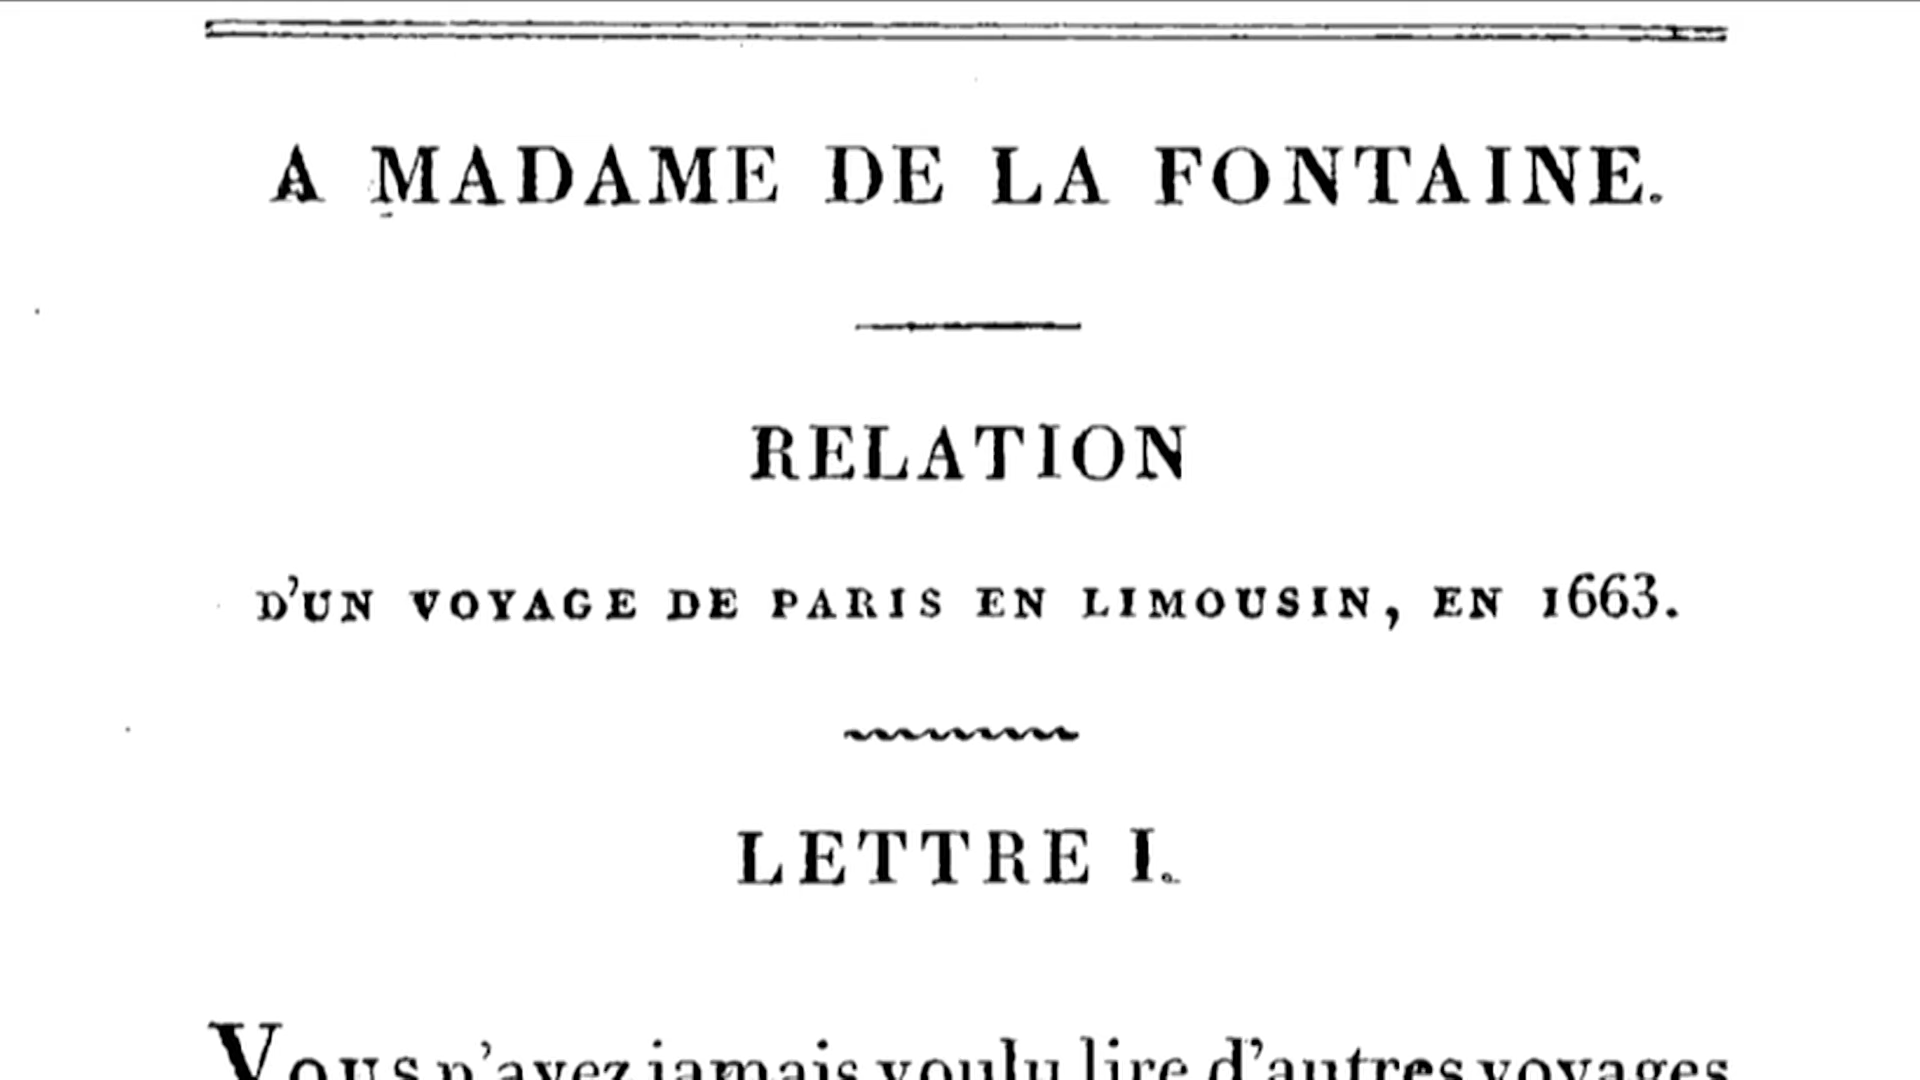 A MADAME DE LA FONTAINE.
RELATION
D'UN VOYAGE DE PARIS EN LIMOUSIN, EN 1663.
LETTRE I.
Vous n'avez jamais voulu lire d'autres voyages